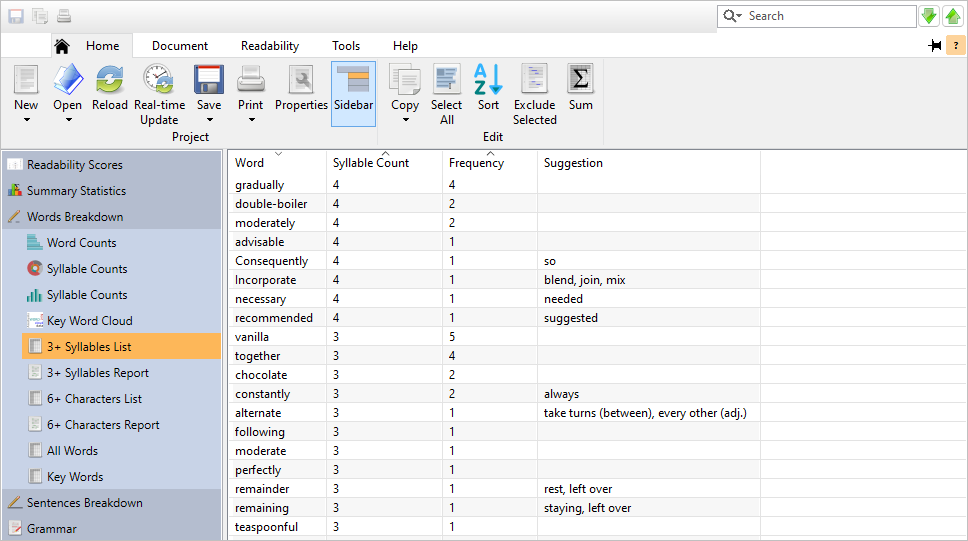 Search
Home Document Readability Tools Help ?
New Open Reload Real-time Update Save Print Properties Sidebar Copy Select All Sort Exclude Selected Sum
Project Edit
Readability Scores
Summary Statistics
Words Breakdown
Word Counts
Syllable Counts
Syllable Counts
Key Word Cloud
3+ Syllables List
3+ Syllables Report
6+ Characters List
6+ Characters Report
All Words
Key Words
Sentences Breakdown
Grammar
Word Syllable Count Frequency Suggestion
gradually 4 4
double-boiler 4 2
moderately 4 2
advisable 4 1
Consequently 4 1 so
Incorporate 4 1 blend, join, mix
necessary 4 1 needed
recommended 4 1 suggested
vanilla 3 5
together 3 4
chocolate 3 2
constantly 3 2 always
alternate 3 1 take turns (between), every other (adj.)
following 3 1
moderate 3 1
perfectly 3 1
remainder 3 1 rest, left over
remaining 3 1 staying, left over
teaspoonful 3 1